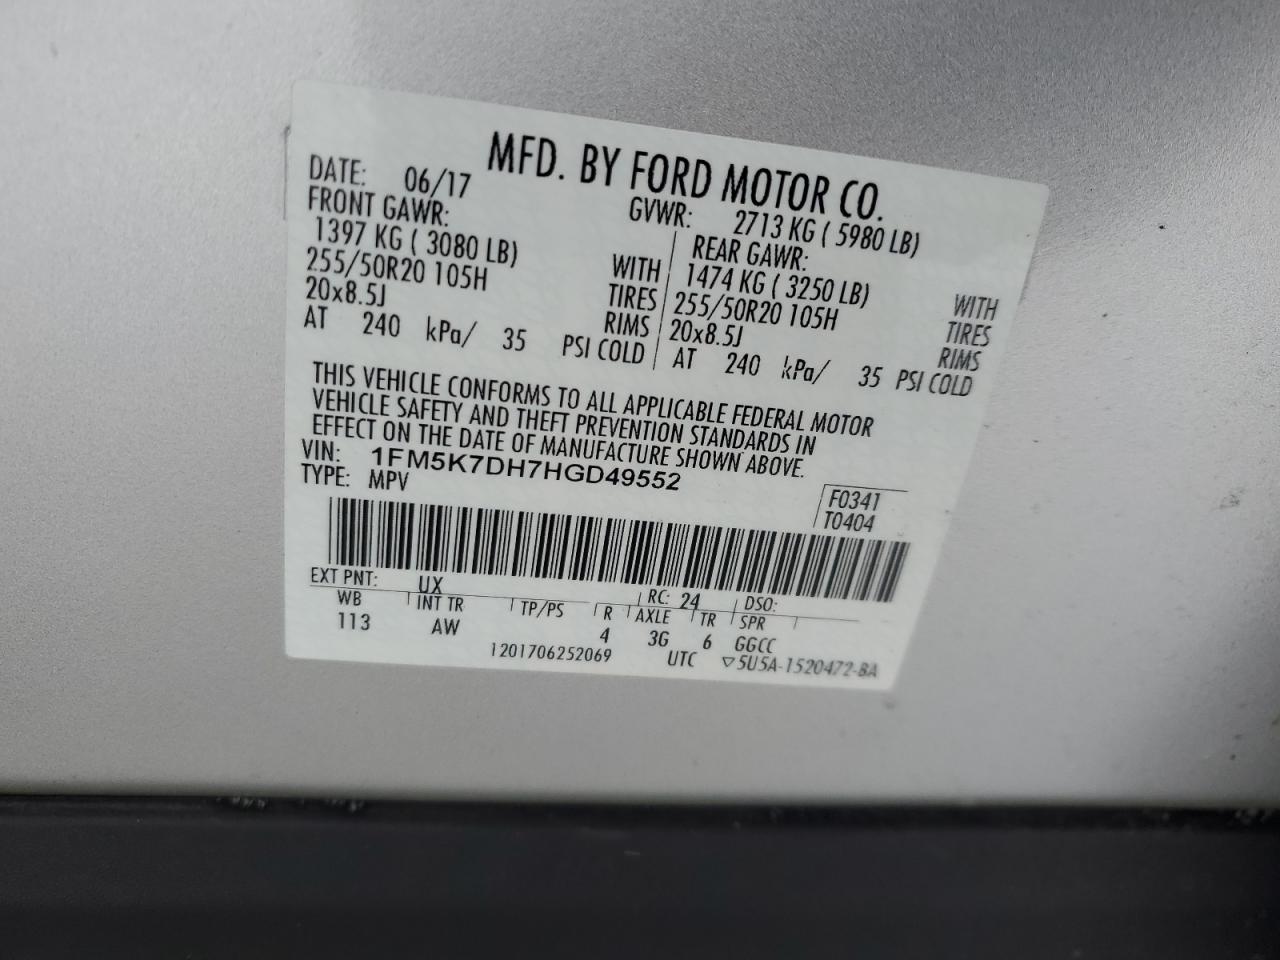 MFD. BY FORD MOTOR CO.
DATE: 06/17 GVWR: 2713 KG ( 5980 LB)
FRONT GAWR: REAR GAWR:
1397 KG ( 3080 LB) WITH 1474 KG ( 3250 LB) WITH
255/50R20 105H TIRES 255/50R20 105H TIRES
20x8.5J RIMS 20x8.5J RIMS
AT 240 kPa/ 35 PSI COLD AT 240 kPa/ 35 PSI COLD
THIS VEHICLE CONFORMS TO ALL APPLICABLE FEDERAL MOTOR
VEHICLE SAFETY AND THEFT PREVENTION STANDARDS IN
EFFECT ON THE DATE OF MANUFACTURE SHOWN ABOVE.
VIN: 1FM5K7DH7HGD49552
TYPE: MPV
F0341
T0404
EXT PNT: UX RC: 24 DSO:
WB INT TR TP/PS R AXLE TR SPR
113 AW 4 3G 6 GGCC
1201706252069 UTC ▽5U5A-1520472-BA